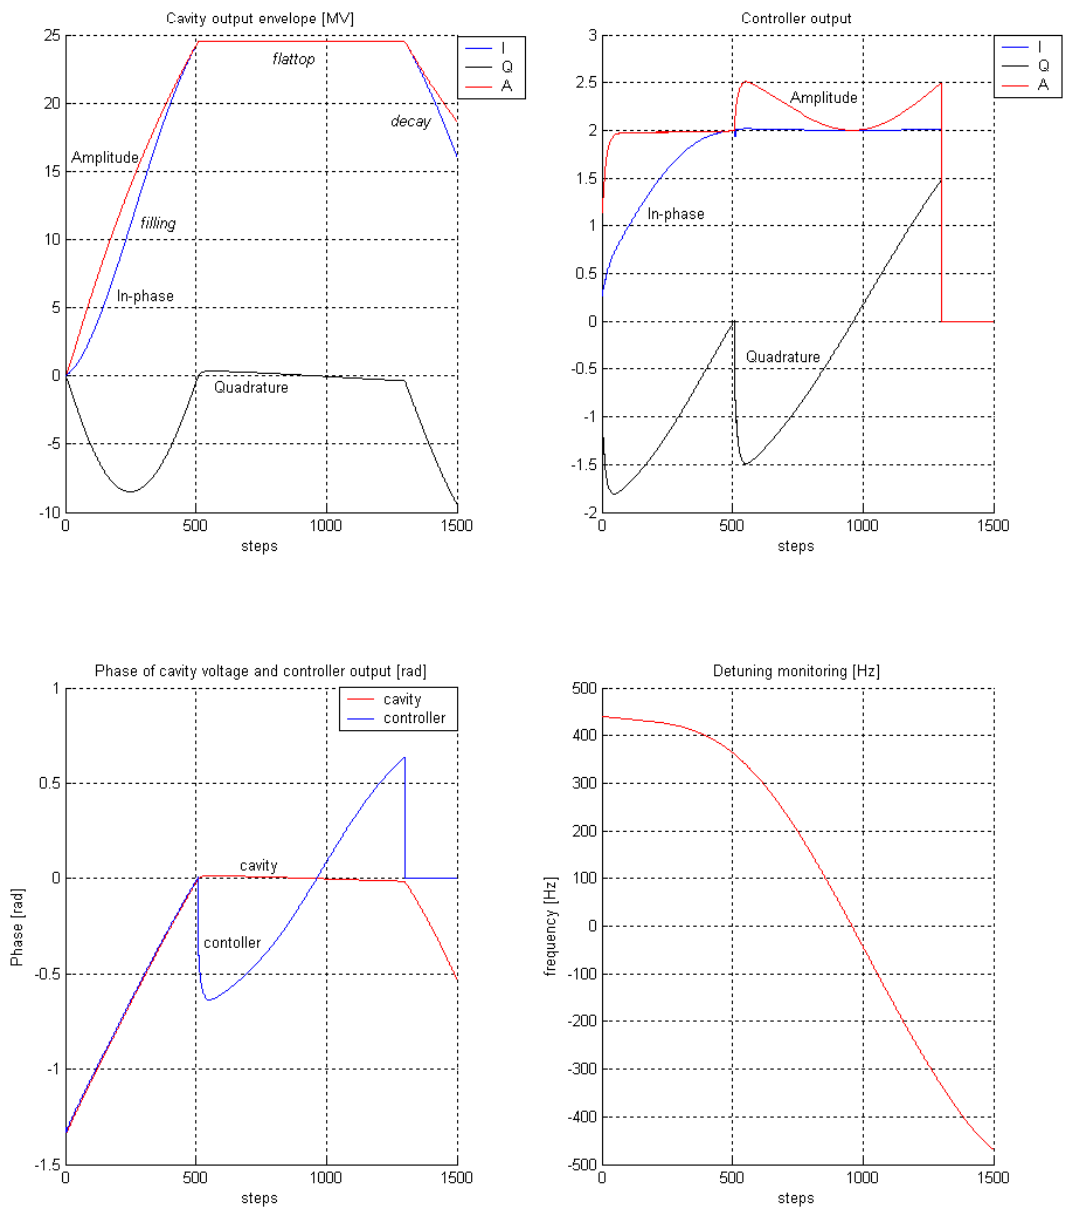 Cavity output envelope [MV]
25
20
15
10
5
0
-5
-10
0
500
1000
1500
steps
I
Q
A
flattop
decay
Amplitude
filling
In-phase
Quadrature
Controller output
3
2.5
2
1.5
1
0.5
0
-0.5
-1
-1.5
-2
0
500
1000
1500
steps
I
Q
A
Amplitude
In-phase
Quadrature
Phase of cavity voltage and controller output [rad]
Phase [rad]
1
0.5
0
-0.5
-1
-1.5
0
500
1000
1500
steps
cavity
controller
cavity
contoller
Detuning monitoring [Hz]
frequency [Hz]
500
400
300
200
100
0
-100
-200
-300
-400
-500
0
500
1000
1500
steps